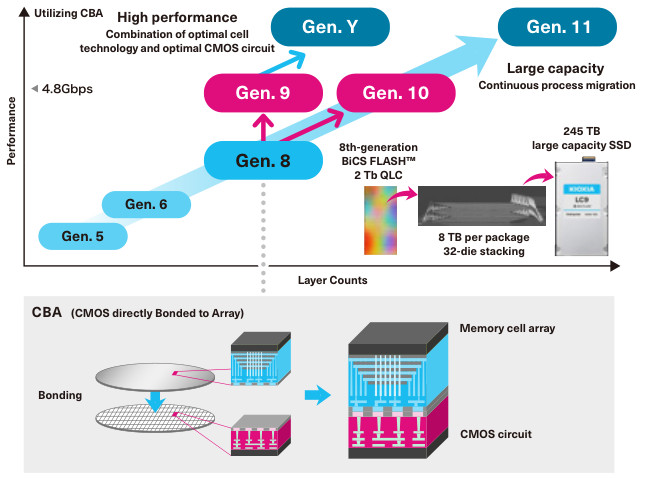 Utilizing CBA
High performance
Combination of optimal cell
technology and optimal CMOS circuit
Gen. Y
Gen. 11
Large capacity
Continuous process migration
4.8Gbps
Gen. 9
Gen. 10
Performance
Gen. 8
Gen. 6
Gen. 5
8th-generation
BiCS FLASH™
2 Tb QLC
8 TB per package
32-die stacking
245 TB
large capacity SSD
KIOXIA
LC9
Layer Counts
CBA (CMOS directly Bonded to Array)
Bonding
Memory cell array
CMOS circuit